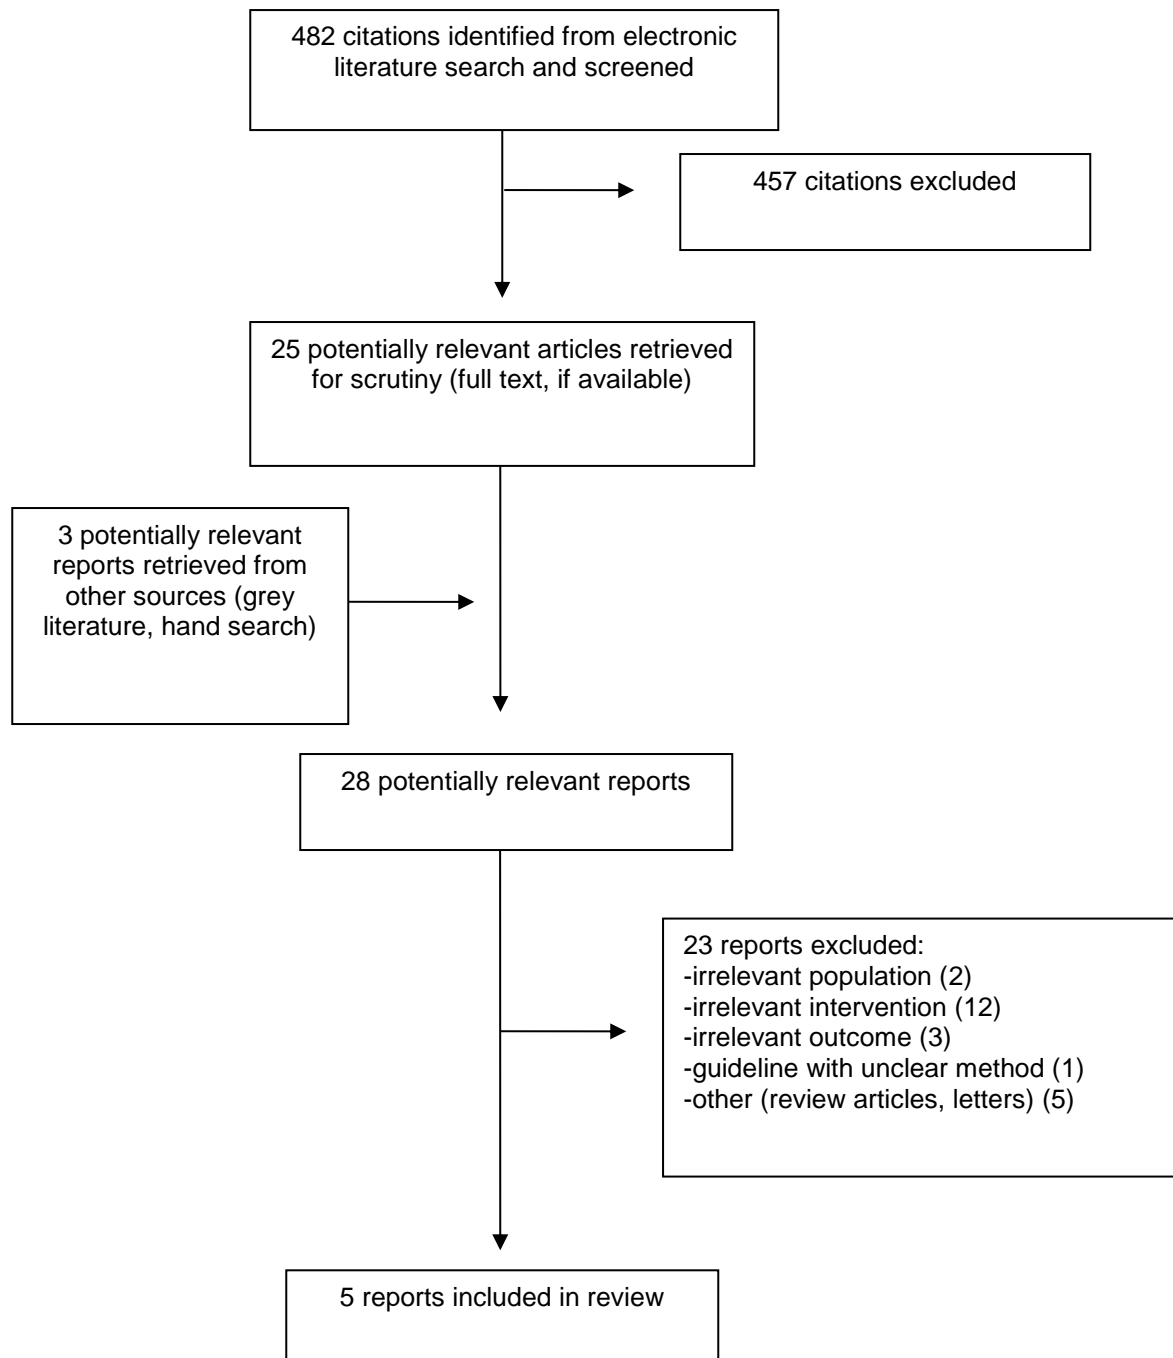 482 citations identified from electronic
literature search and screened
457 citations excluded
25 potentially relevant articles retrieved
for scrutiny (full text, if available)
3 potentially relevant
reports retrieved from
other sources (grey
literature, hand search)
28 potentially relevant reports
23 reports excluded:
-irrelevant population (2)
-irrelevant intervention (12)
-irrelevant outcome (3)
-guideline with unclear method (1)
-other (review articles, letters) (5)
5 reports included in review